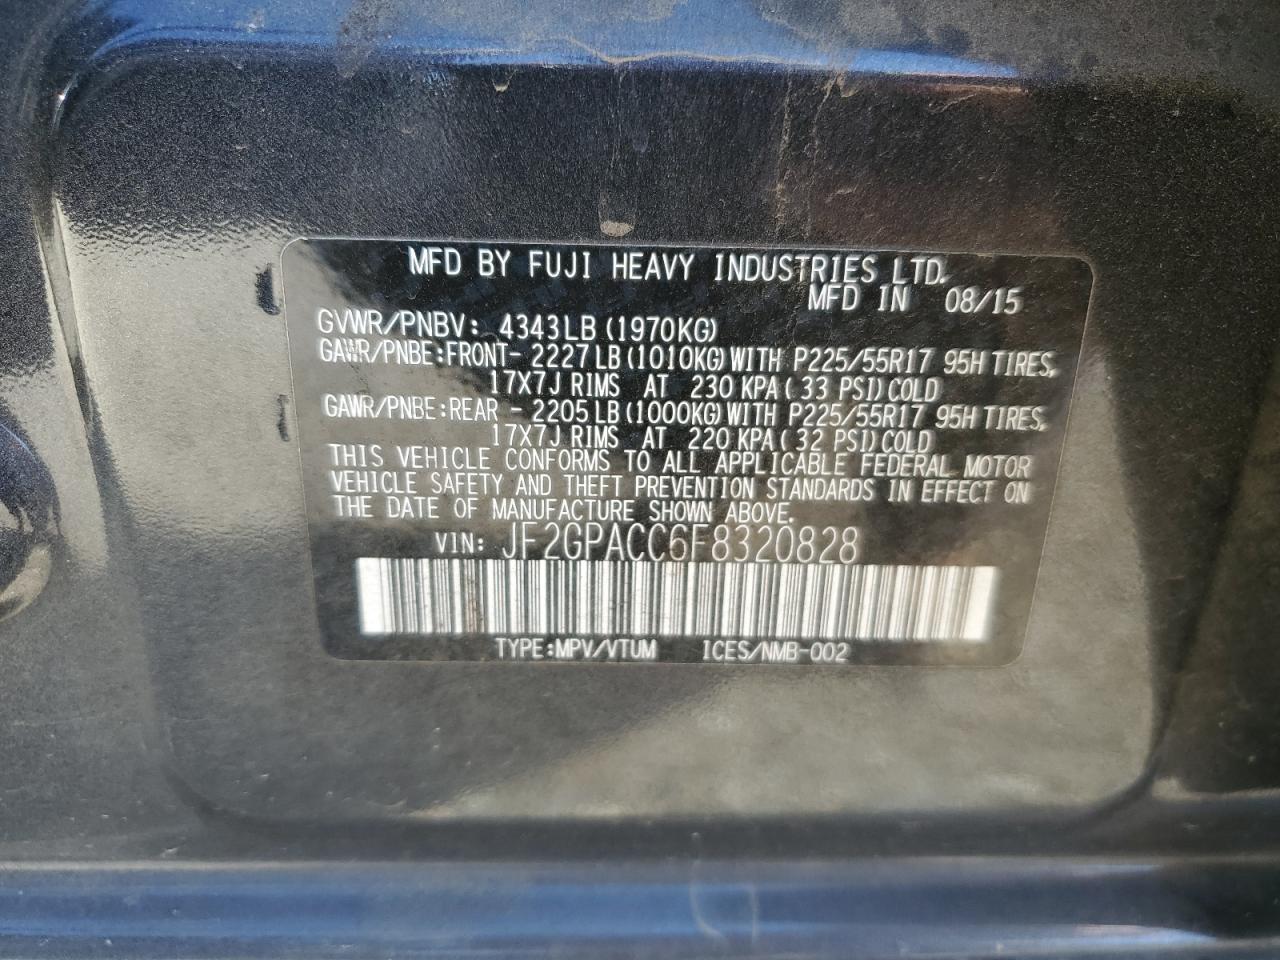 MFD BY FUJI HEAVY INDUSTRIES LTD.
MFD IN 08/15
GVWR/PNBV: 4343LB (1970KG)
GAWR/PNBE:FRONT- 2227LB(1010KG)WITH P225/55R17 95H TIRES,
17X7J RIMS AT 230 KPA(33 PSI)COLD
GAWR/PNBE:REAR - 2205LB(1000KG)WITH P225/55R17 95H TIRES,
17X7J RIMS AT 220 KPA(32 PSI)COLD
THIS VEHICLE CONFORMS TO ALL APPLICABLE FEDERAL MOTOR
VEHICLE SAFETY AND THEFT PREVENTION STANDARDS IN EFFECT ON
THE DATE OF MANUFACTURE SHOWN ABOVE.
VIN: JF2GPACC6F8320828
TYPE:MPV/VTUM ICES/NMB-002